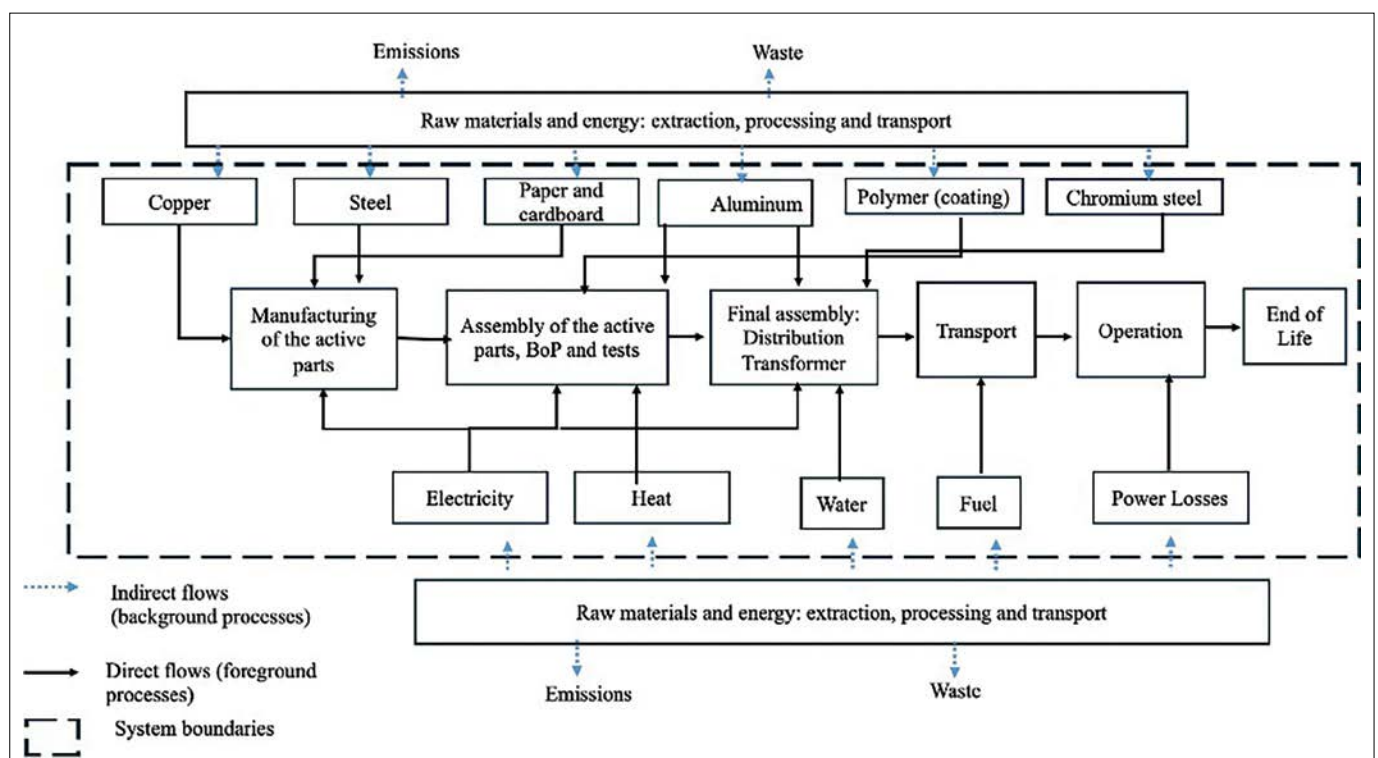 Emissions
Waste
Raw materials and energy: extraction, processing and transport
Copper
Steel
Paper and
cardboard
Aluminum
Polymer (coating)
Chromium steel
Manufacturing
of the active
parts
Assembly of the active
parts, BoP and tests
Final assembly:
Distribution
Transformer
Transport
Operation
End of
Life
Electricity
Heat
Water
Fuel
Power Losses
Raw materials and energy: extraction, processing and transport
Emissions
Waste
Indirect flows
(background processes)
Direct flows (foreground
processes)
System boundaries